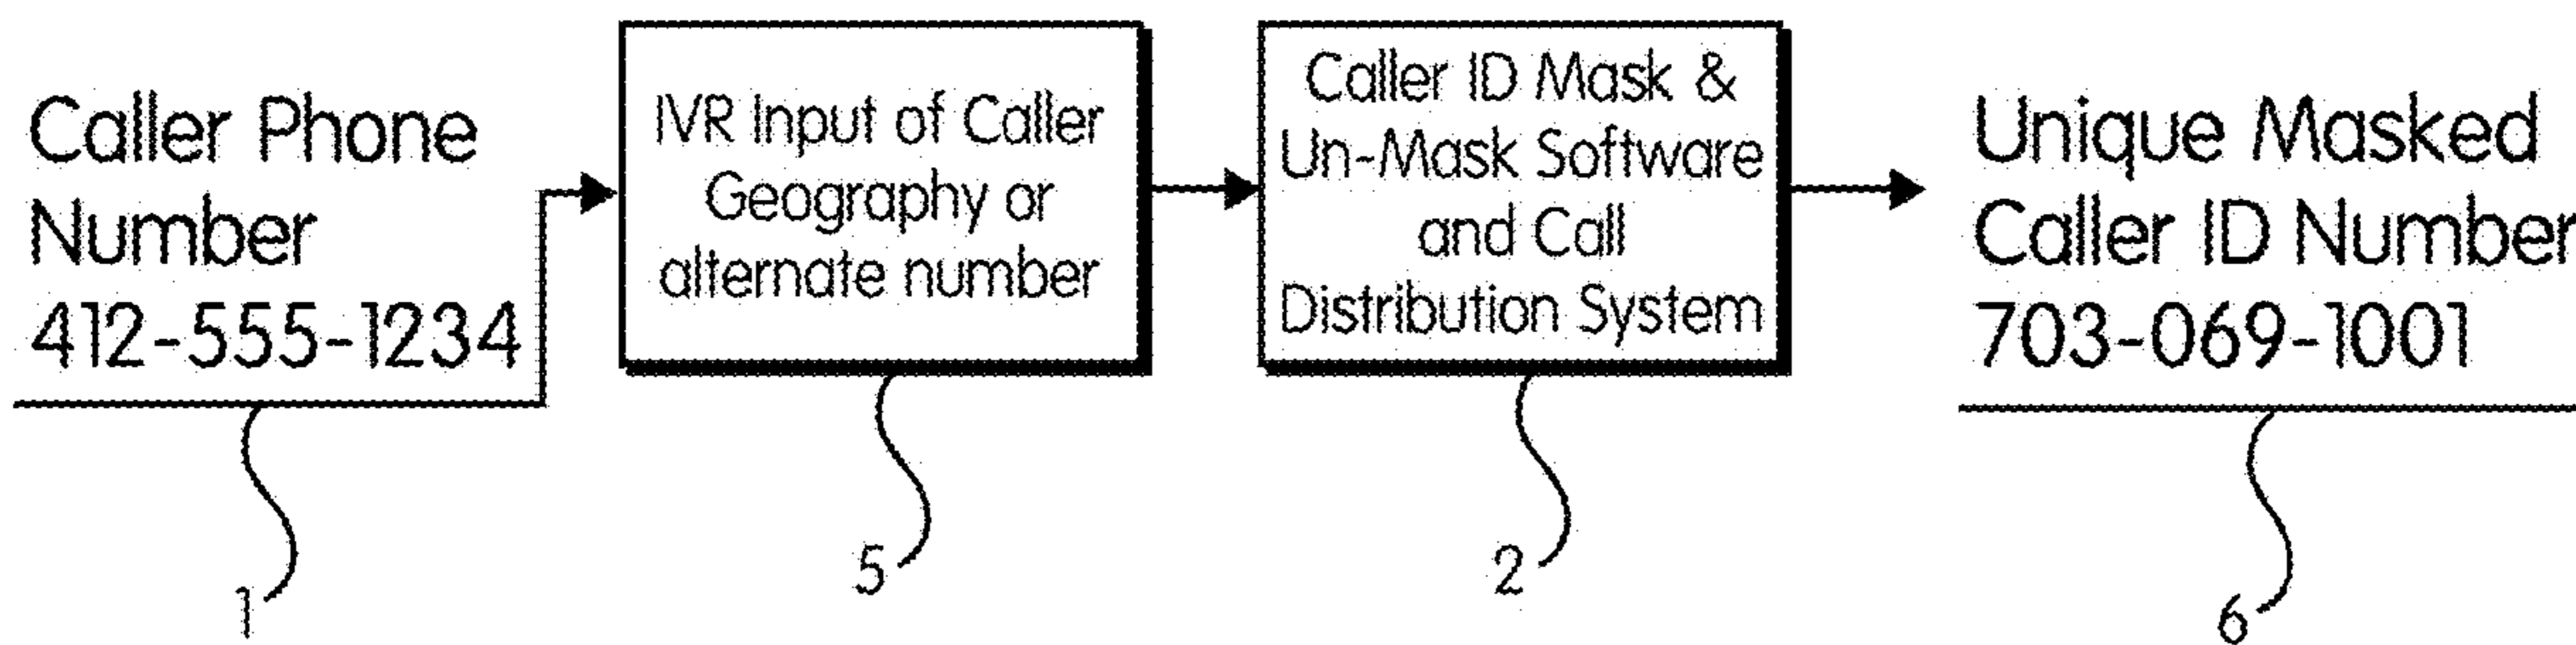 Caller Phone
Number
412-555-1234
IVR Input of Caller
Geography or
alternate number
Caller ID Mask &
Un-Mask Software
and Call
Distribution System
Unique Masked
Caller ID Number
703-069-1001
1
5
2
6